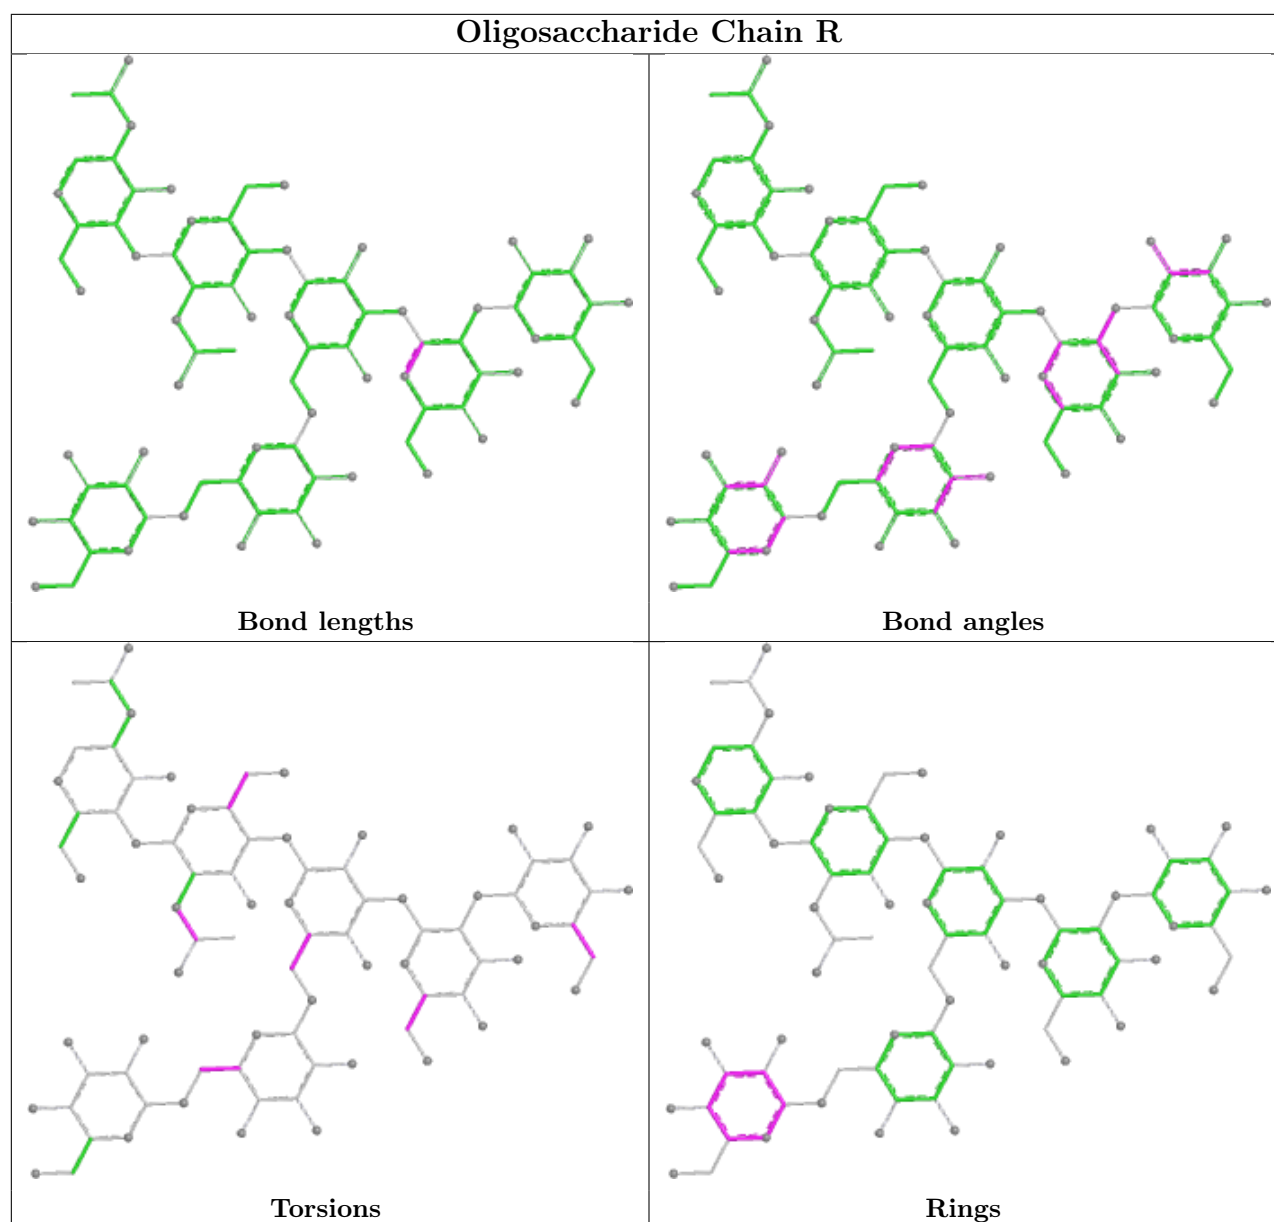 Oligosaccharide Chain R
Bond lengths
Bond angles
Torsions
Rings